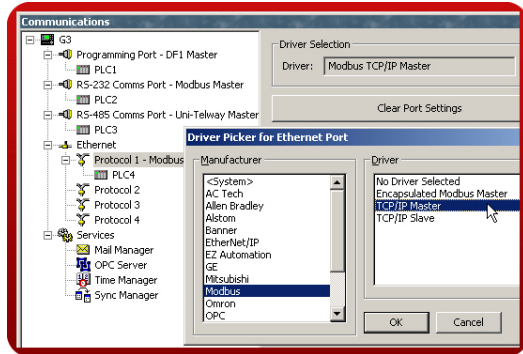 Communications
G3
Programming Port - DF1 Master
PLC1
RS-232 Comms Port - Modbus Master
PLC2
RS-485 Comms Port - Uni-Telway Master
PLC3
Ethernet
Protocol 1 - Modbus
PLC4
Protocol 2
Protocol 3
Protocol 4
Services
Mail Manager
OPC Server
Time Manager
Sync Manager
Driver Selection
Driver: Modbus TCP/IP Master
Clear Port Settings
Driver Picker for Ethernet Port
Manufacturer
<System>
AC Tech
Allen Bradley
Alstom
Banner
EtherNet/IP
EZ Automation
GE
Mitsubishi
Modbus
Omron
OPC
Driver
No Driver Selected
Encapsulated Modbus Master
TCP/IP Master
TCP/IP Slave
OK Cancel